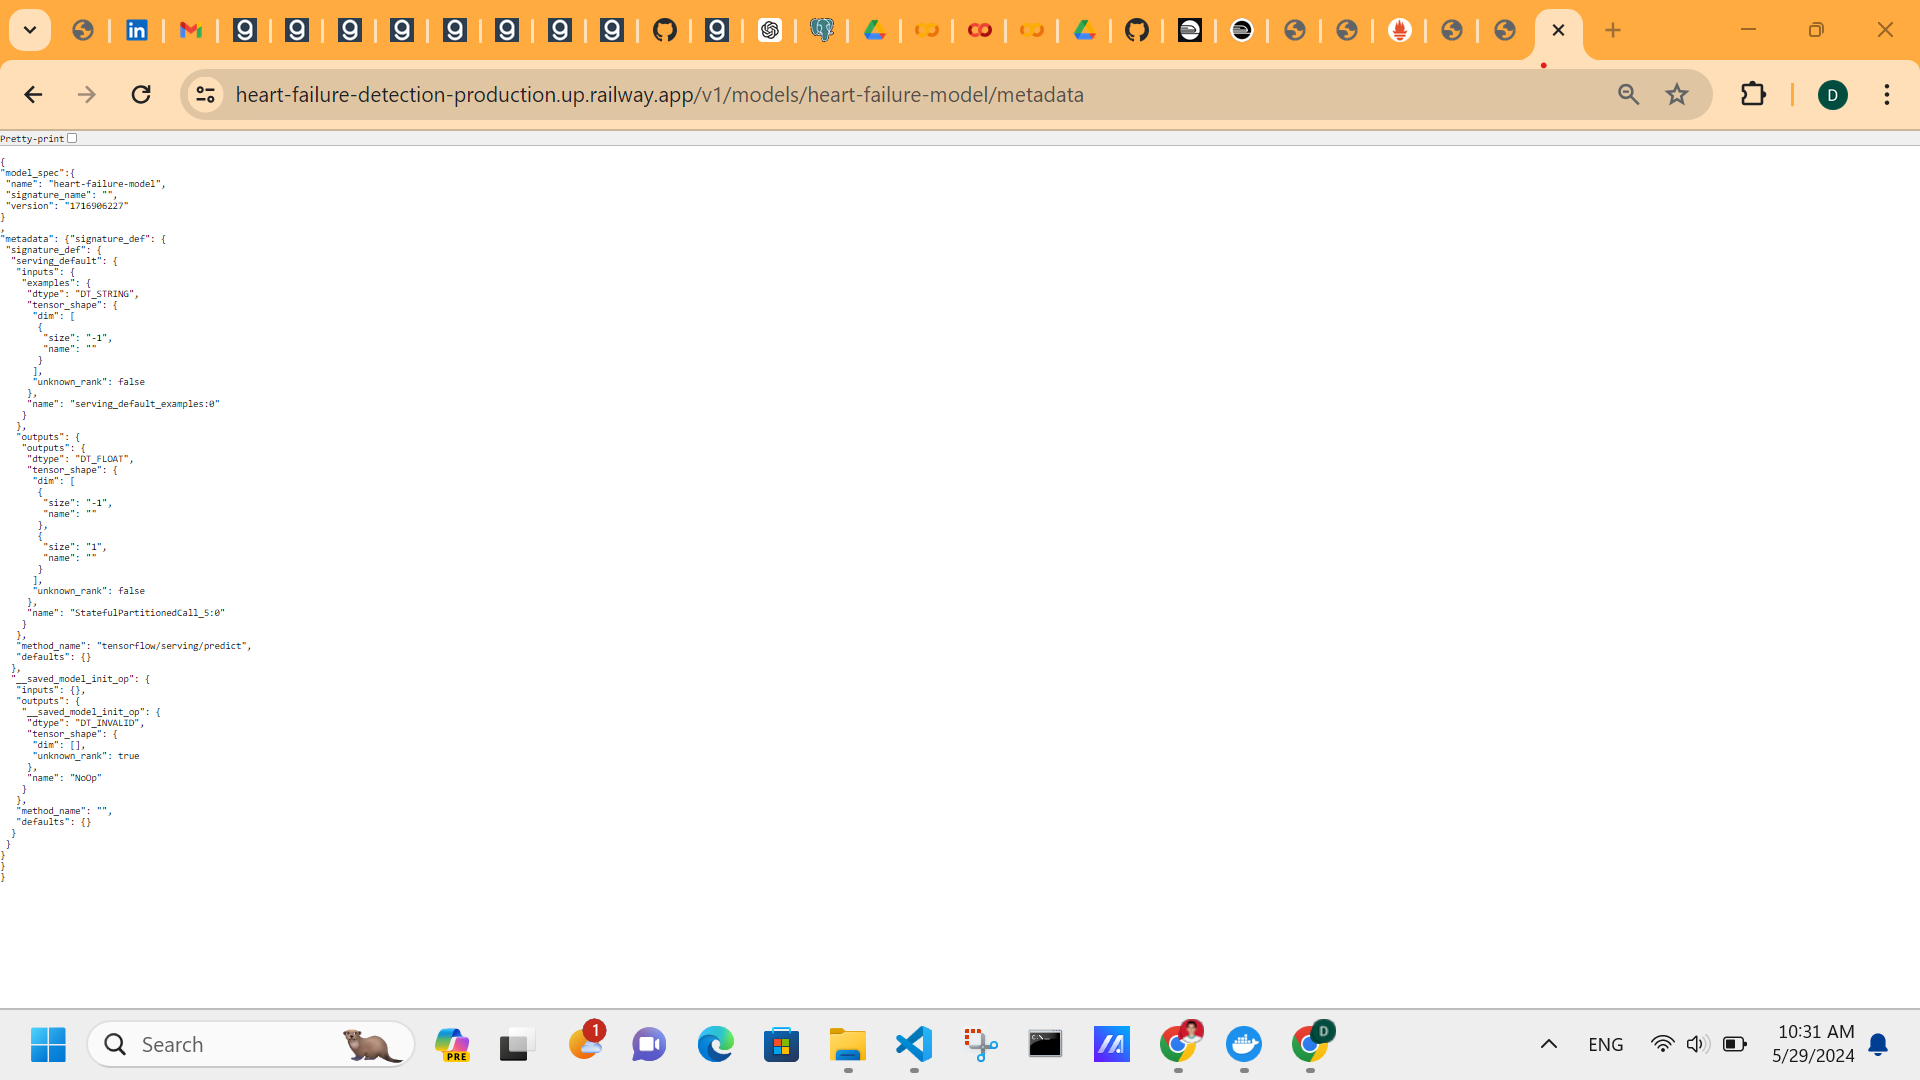 heart-failure-detection-production.up.railway.app/v1/models/heart-failure-model/metadata
D
Pretty-print
{
"model_spec":{
 "name": "heart-failure-model",
 "signature_name": "",
 "version": "1716906227"
}
,
"metadata": {"signature_def": {
 "signature_def": {
  "serving_default": {
   "inputs": {
    "examples": {
     "dtype": "DT_STRING",
     "tensor_shape": {
      "dim": [
       {
        "size": "-1",
        "name": ""
       }
      ],
      "unknown_rank": false
     },
     "name": "serving_default_examples:0"
    }
   },
   "outputs": {
    "outputs": {
     "dtype": "DT_FLOAT",
     "tensor_shape": {
      "dim": [
       {
        "size": "-1",
        "name": ""
       },
       {
        "size": "1",
        "name": ""
       }
      ],
      "unknown_rank": false
     },
     "name": "StatefulPartitionedCall_5:0"
    }
   },
   "method_name": "tensorflow/serving/predict",
   "defaults": {}
  },
  "__saved_model_init_op": {
   "inputs": {},
   "outputs": {
    "__saved_model_init_op": {
     "dtype": "DT_INVALID",
     "tensor_shape": {
      "dim": [],
      "unknown_rank": true
     },
     "name": "NoOp"
    }
   },
   "method_name": "",
   "defaults": {}
  }
 }
}
}
}
Search
PRE
1
D
ENG
10:31 AM
5/29/2024